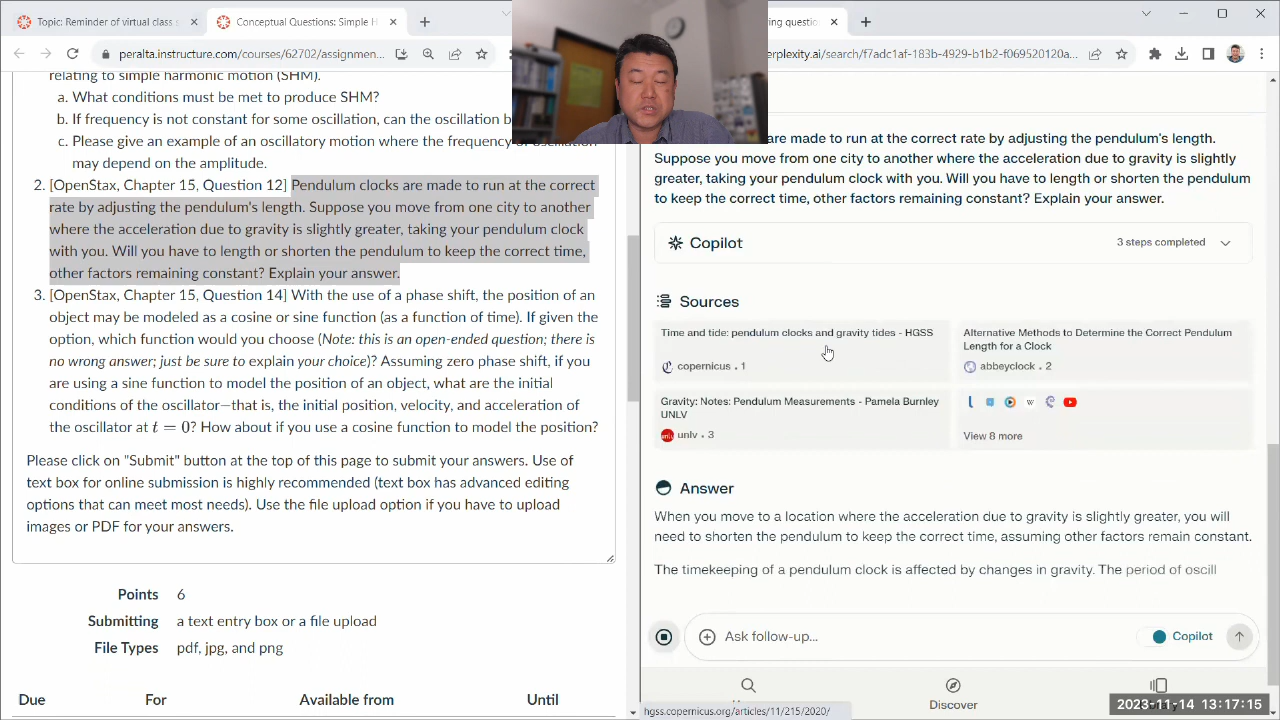 Topic: Reminder of virtual class
Conceptual Questions: Simple H
ing questions
peralta.instructure.com/courses/62702/assignmen...
erplexity.ai/search/f7adc1af-183b-4929-b1b2-f069520120a...
relating to simple harmonic motion (SHM).
a. What conditions must be met to produce SHM?
b. If frequency is not constant for some oscillation, can the oscillation b
c. Please give an example of an oscillatory motion where the frequency of oscillation
may depend on the amplitude.
2. [OpenStax, Chapter 15, Question 12] Pendulum clocks are made to run at the correct
rate by adjusting the pendulum's length. Suppose you move from one city to another
where the acceleration due to gravity is slightly greater, taking your pendulum clock
with you. Will you have to length or shorten the pendulum to keep the correct time,
other factors remaining constant? Explain your answer.
3. [OpenStax, Chapter 15, Question 14] With the use of a phase shift, the position of an
object may be modeled as a cosine or sine function (as a function of time). If given the
option, which function would you choose (Note: this is an open-ended question; there is
no wrong answer; just be sure to explain your choice)? Assuming zero phase shift, if you
are using a sine function to model the position of an object, what are the initial
conditions of the oscillator—that is, the initial position, velocity, and acceleration of
the oscillator at t = 0? How about if you use a cosine function to model the position?
Please click on "Submit" button at the top of this page to submit your answers. Use of
text box for online submission is highly recommended (text box has advanced editing
options that can meet most needs). Use the file upload option if you have to upload
images or PDF for your answers.
Points 6
Submitting a text entry box or a file upload
File Types pdf, jpg, and png
Due For Available from Until
are made to run at the correct rate by adjusting the pendulum's length.
Suppose you move from one city to another where the acceleration due to gravity is slightly
greater, taking your pendulum clock with you. Will you have to length or shorten the pendulum
to keep the correct time, other factors remaining constant? Explain your answer.
Copilot 3 steps completed
Sources
Time and tide: pendulum clocks and gravity tides - HGSS
copernicus . 1
Alternative Methods to Determine the Correct Pendulum
Length for a Clock
abbeyclock . 2
Gravity: Notes: Pendulum Measurements - Pamela Burnley
UNLV
unlv . 3
View 8 more
Answer
When you move to a location where the acceleration due to gravity is slightly greater, you will
need to shorten the pendulum to keep the correct time, assuming other factors remain constant.
The timekeeping of a pendulum clock is affected by changes in gravity. The period of oscill
Ask follow-up...
Copilot
Discover
hgss.copernicus.org/articles/11/215/2020/
2023-11-14 13:17:15